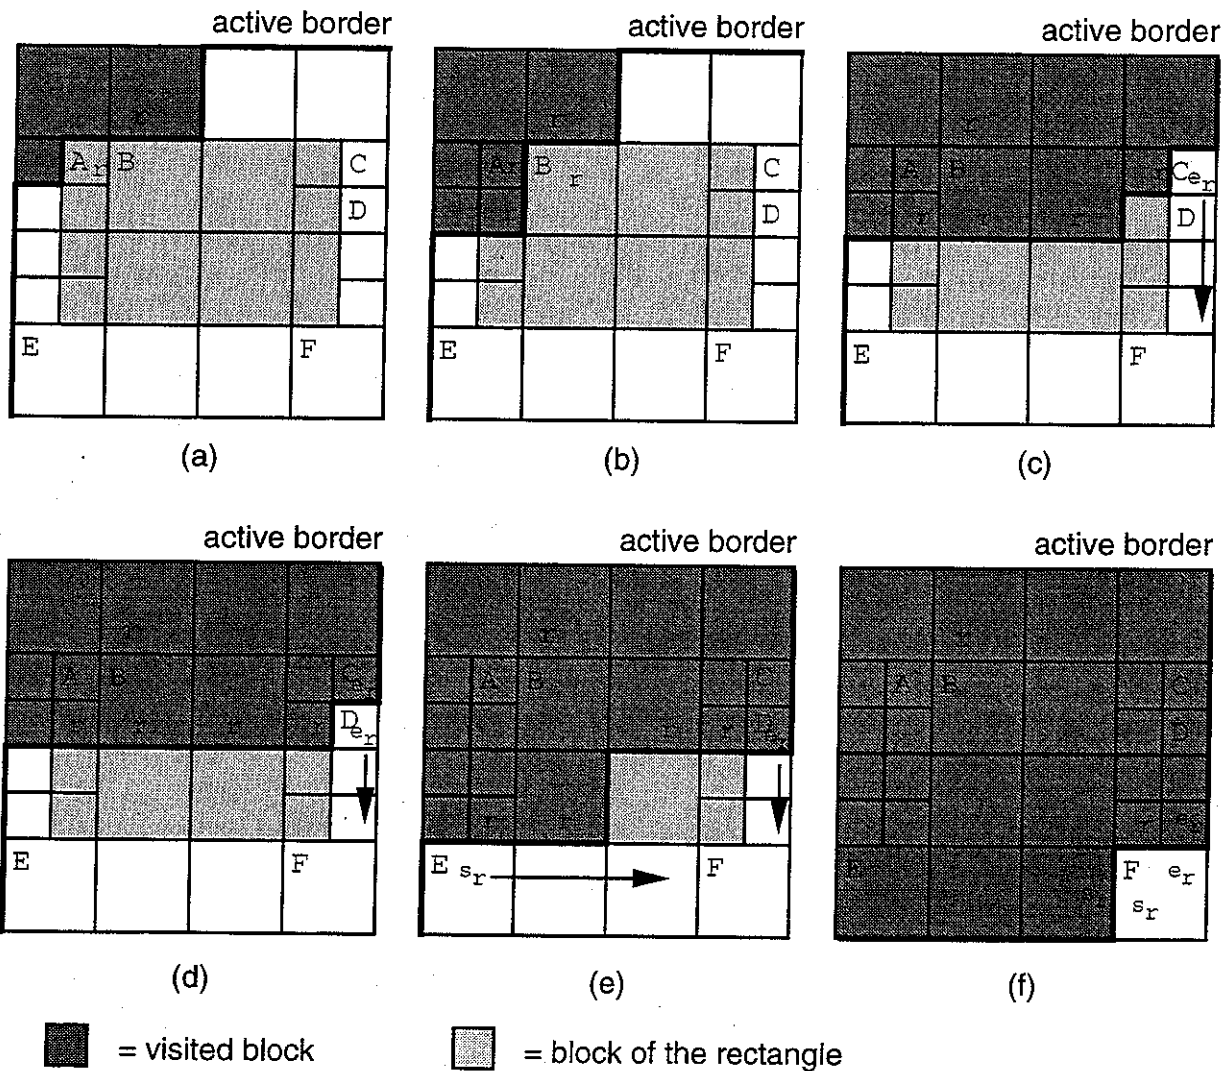 active border active border active border
A r B C
D
E F
A B r C
D
E F
A B C e r
D
E F
(a) (b) (c)
active border active border active border
A B
D e r
E F
r
A B C
E s r F
r
A B C
D
F e r
s r
(d) (e) (f)
= visited block = block of the rectangle